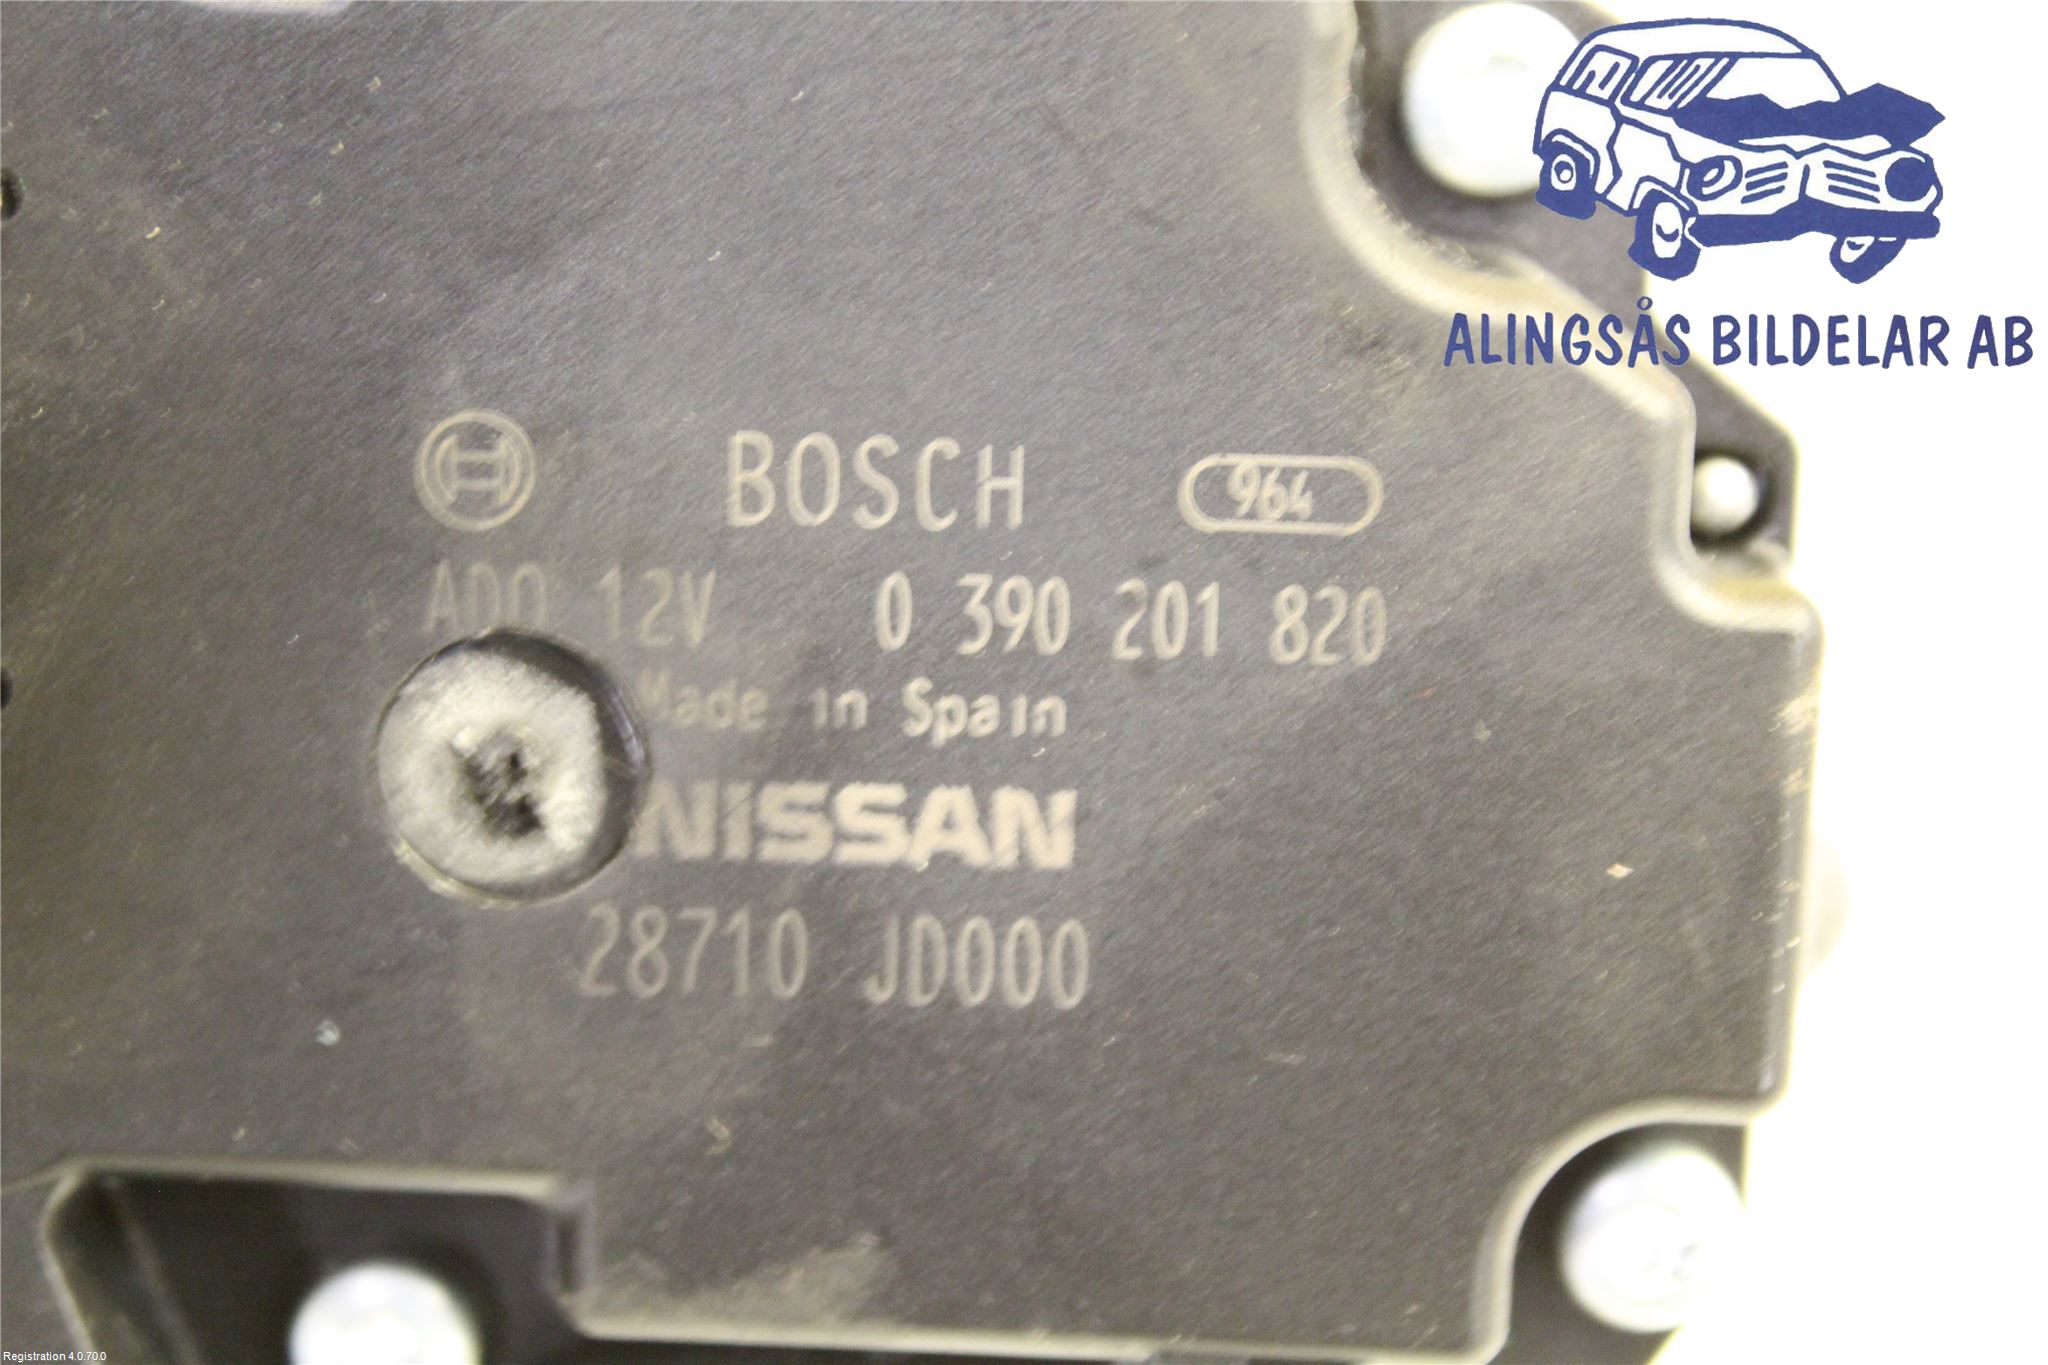 ALINGSÅS BILDELAR AB
BOSCH 964
ADO 12V 0 390 201 820
Made in Spain
NISSAN
28710 JD000
Registration 4.0.70.0